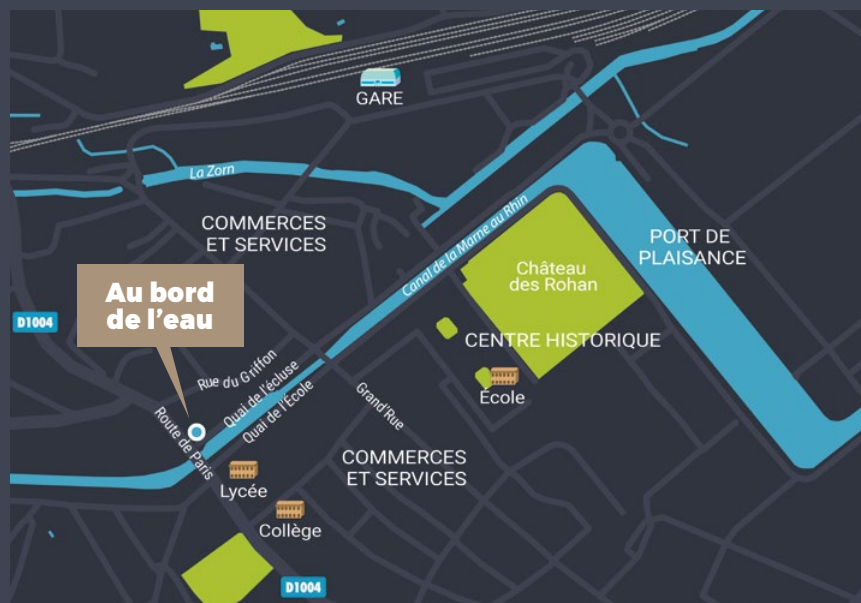 GARE
La Zorn
COMMERCES
ET SERVICES
Canal de la Marne au Rhin
PORT DE
PLAISANCE
Château
des Rohan
Au bord
de l'eau
D1004
CENTRE HISTORIQUE
Rue du Griffon
Quai de l'écluse
Quai de l'École
École
Grand'Rue
Route de Paris
COMMERCES
ET SERVICES
Lycée
Collège
D1004